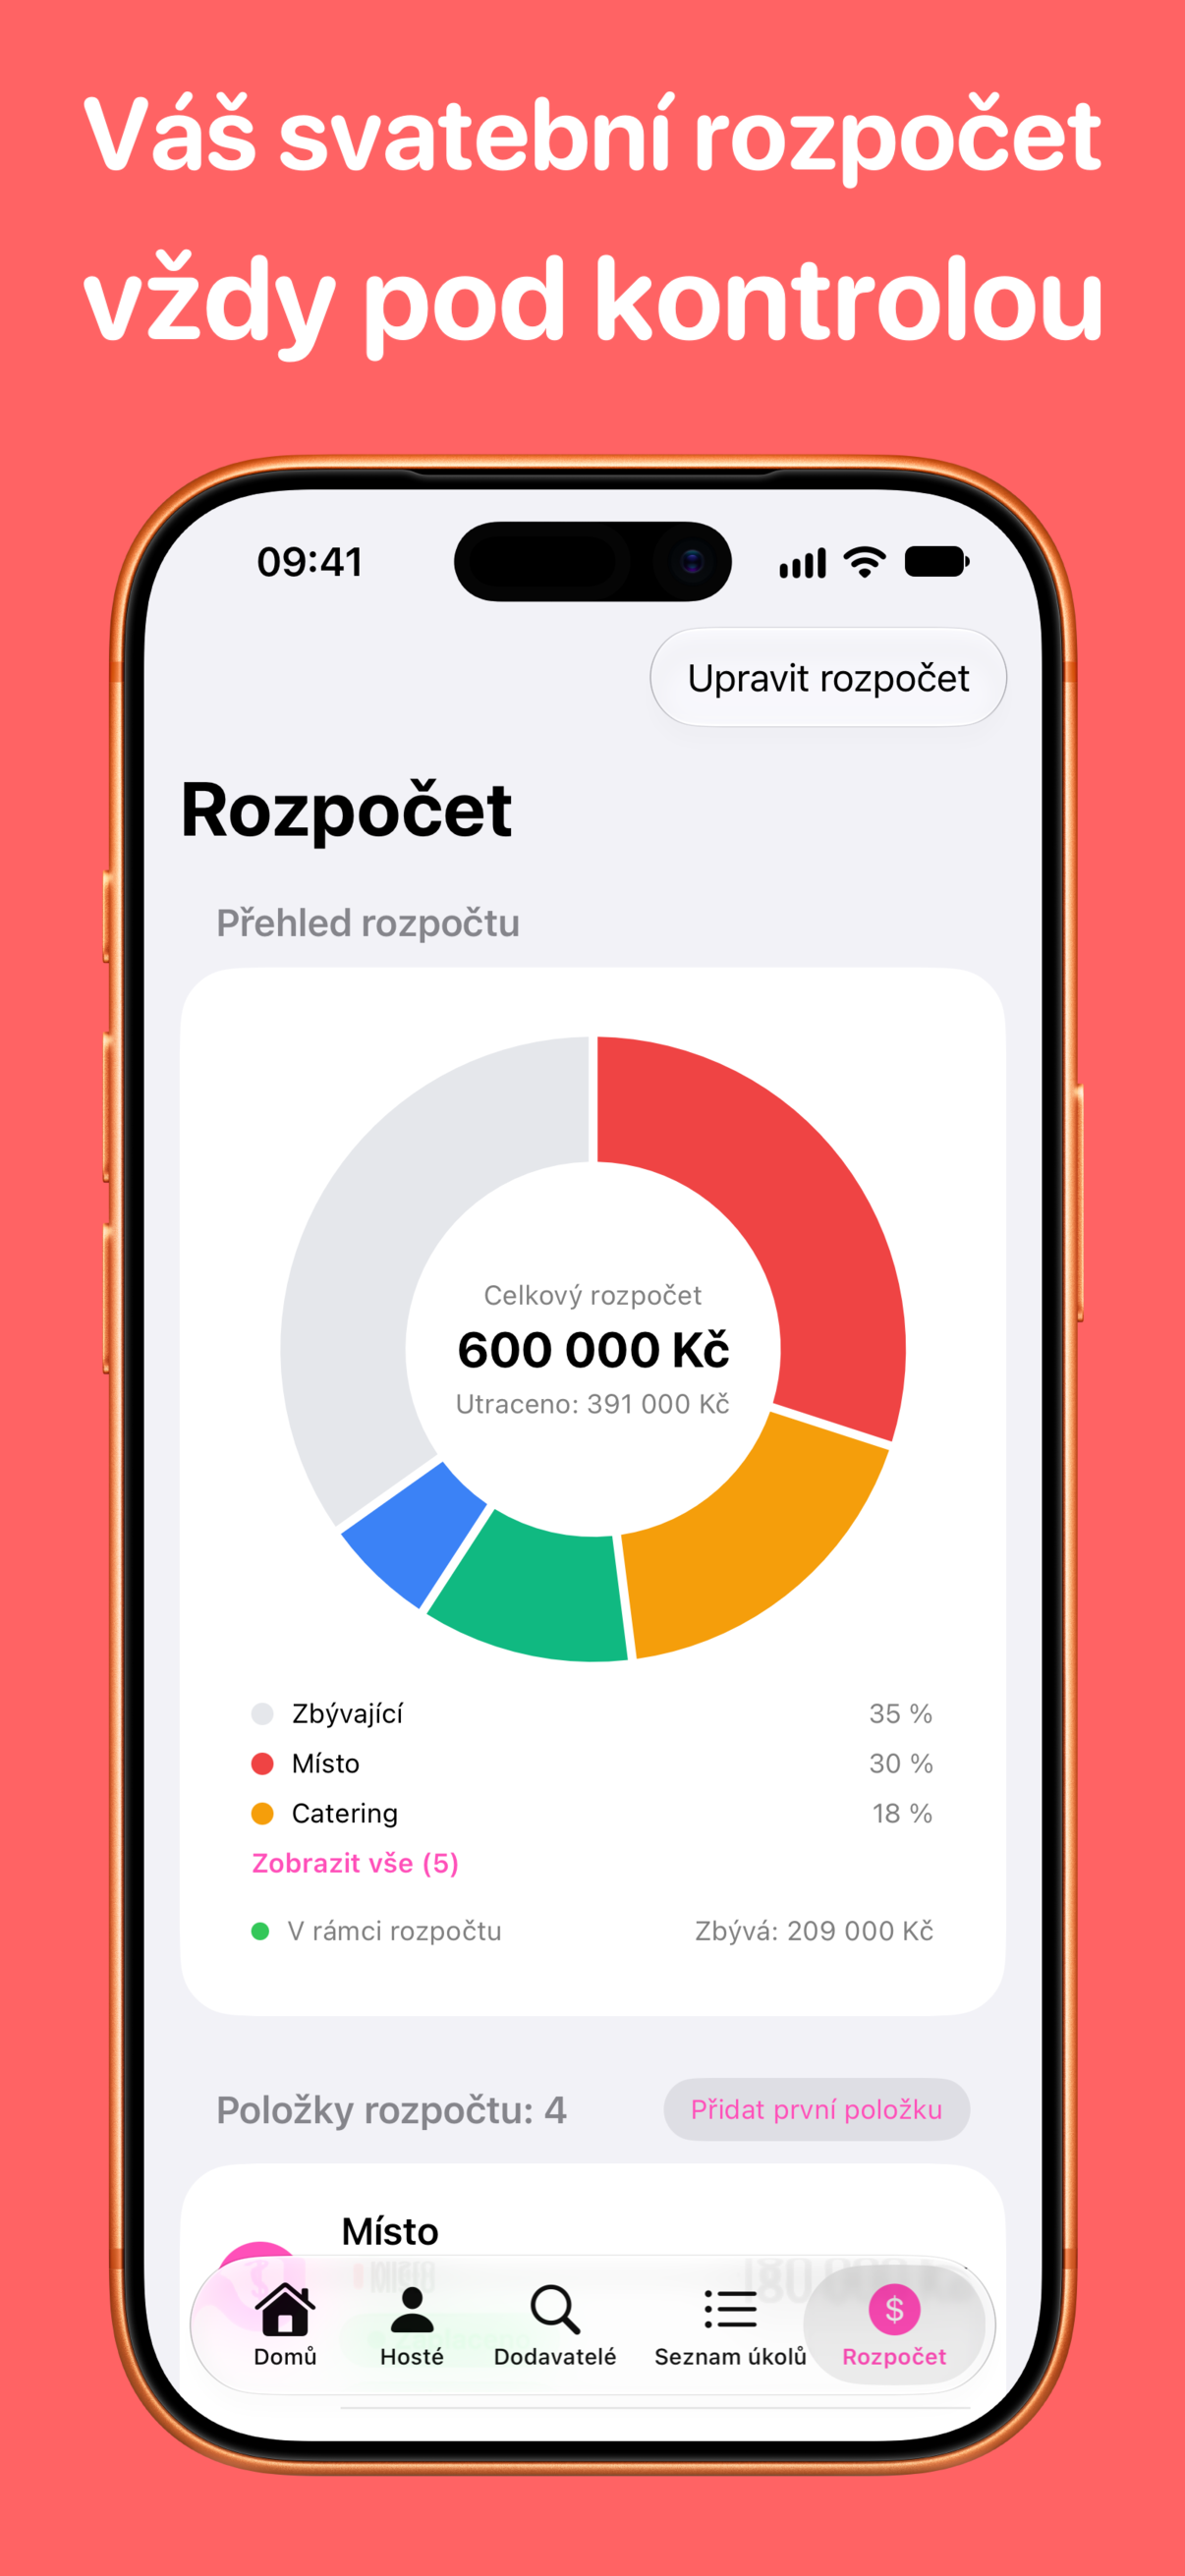 Váš svatební rozpočet
vždy pod kontrolou
09:41
Upravit rozpočet
Rozpočet
Přehled rozpočtu
Celkový rozpočet
600 000 Kč
Utraceno: 391 000 Kč
Zbývající 35 %
Místo 30 %
Catering 18 %
Zobrazit vše (5)
V rámci rozpočtu Zbývá: 209 000 Kč
Položky rozpočtu: 4 Přidat první položku
Místo
Domů Hosté Dodavatelé Seznam úkolů Rozpočet